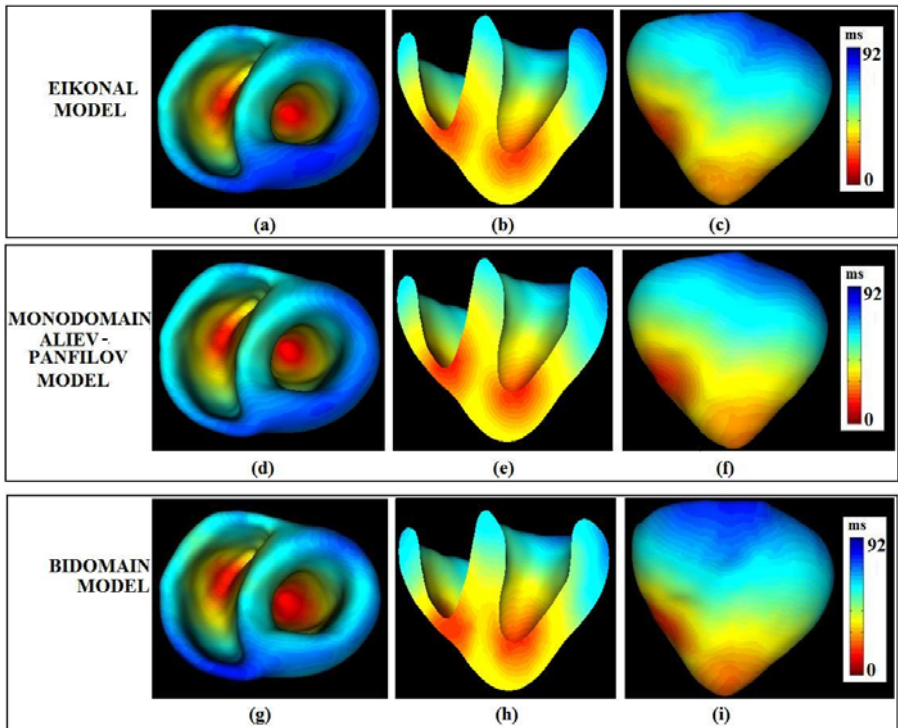 EIKONAL
MODEL
ms
92
0
(a)
(b)
(c)
MONODOMAIN
ALIEV-
PANFILOV
MODEL
ms
92
0
(d)
(e)
(f)
BIDOMAIN
MODEL
ms
92
0
(g)
(h)
(i)